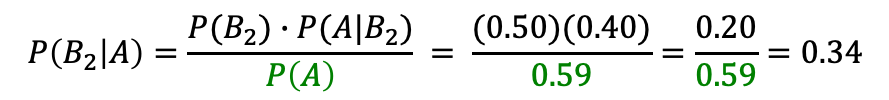 P(B₂|A) = P(B₂) · P(A|B₂) / P(A) = (0.50)(0.40) / 0.59 = 0.20 / 0.59 = 0.34